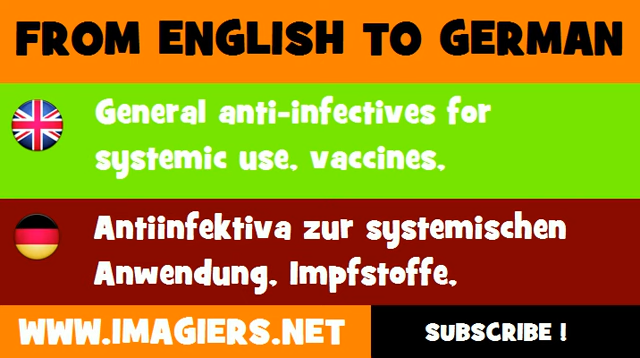 FROM ENGLISH TO GERMAN
General anti-infectives for
systemic use. vaccines.
Antiinfektiva zur systemischen
Anwendung. Impfstoffe.
WWW.IMAGIERS.NET
SUBSCRIBE !